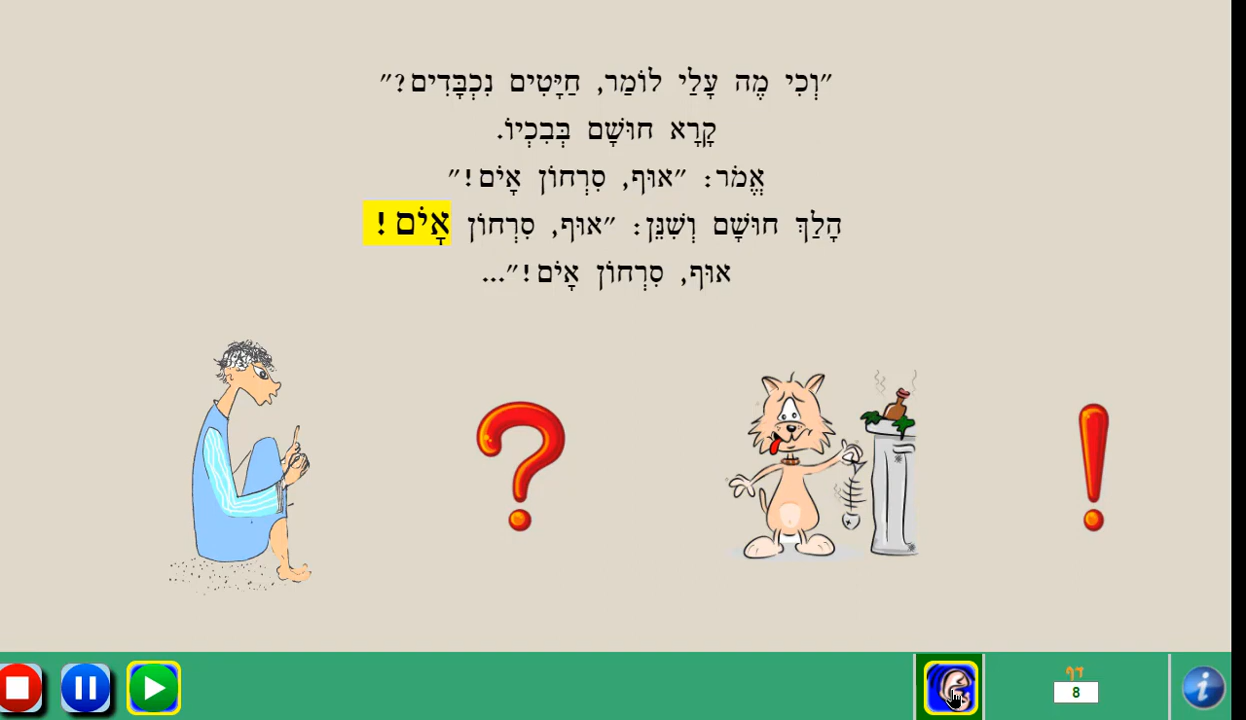 "וְכִי מֶה עָלַי לוֹמַר, חַיָּטִים נִכְבָּדִים?"
קָרָא חוּשָׁם בְּבִכְיוֹ.
אֱמֹר: "אוּף, סִרְחוֹן אָיֹם!"
הָלַךְ חוּשָׁם וְשִׁנֵּן: "אוּף, סִרְחוֹן אָיֹם!
אוּף, סִרְחוֹן אָיֹם!"...
דף
8